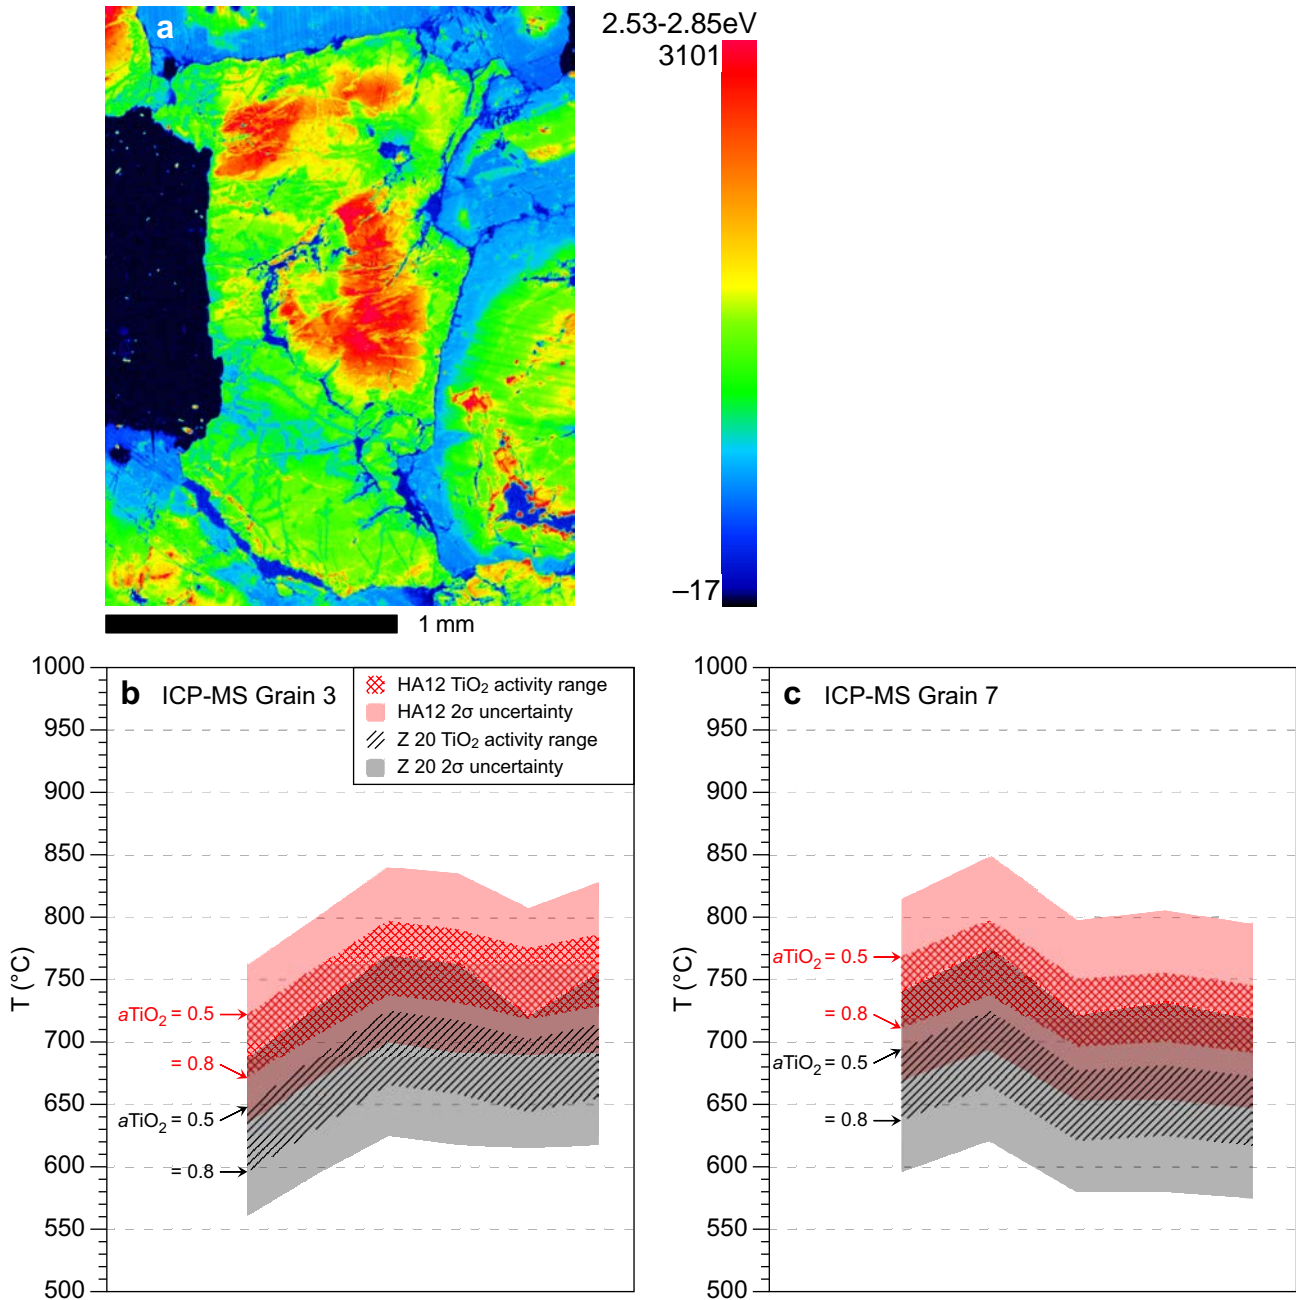 a
2.53-2.85eV
3101
–17
1 mm
b ICP-MS Grain 3
HA12 TiO2 activity range
HA12 2σ uncertainty
Z 20 TiO2 activity range
Z 20 2σ uncertainty
1000
950
900
850
800
750
700
650
600
550
500
T (°C)
aTiO2 = 0.5
= 0.8
aTiO2 = 0.5
= 0.8
c ICP-MS Grain 7
1000
950
900
850
800
750
700
650
600
550
500
T (°C)
aTiO2 = 0.5
= 0.8
aTiO2 = 0.5
= 0.8